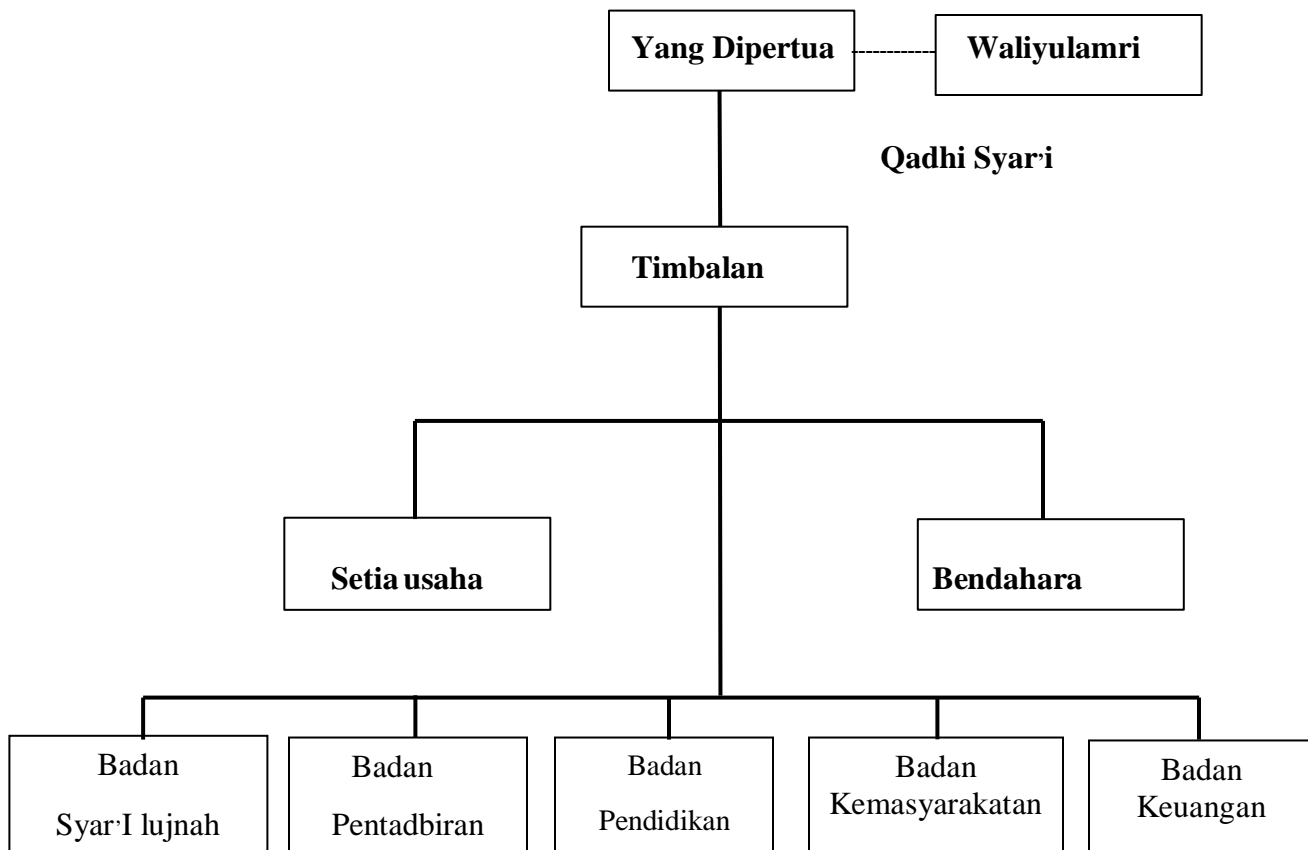 Yang Dipertua
Waliyulamri
Qadhi Syar’i
Timbalan
Setia usaha
Bendahara
Badan
Syar’I lujnah
Badan
Pentadbiran
Badan
Pendidikan
Badan
Kemasyarakatan
Badan
Keuangan